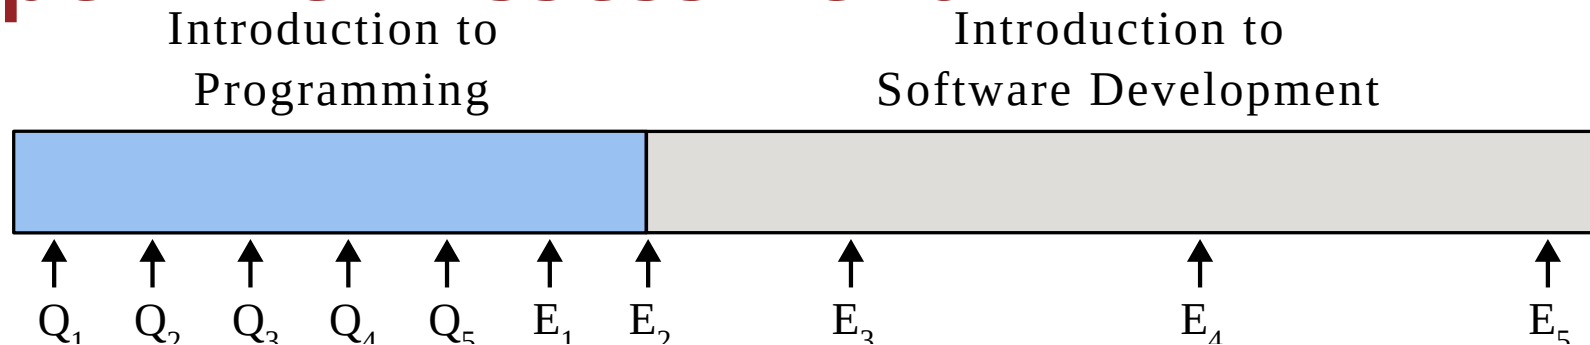 Introduction to
Programming
Introduction to
Software Development
Q1 Q2 Q3 Q4 Q5 E1 E2 E3 E4 E5